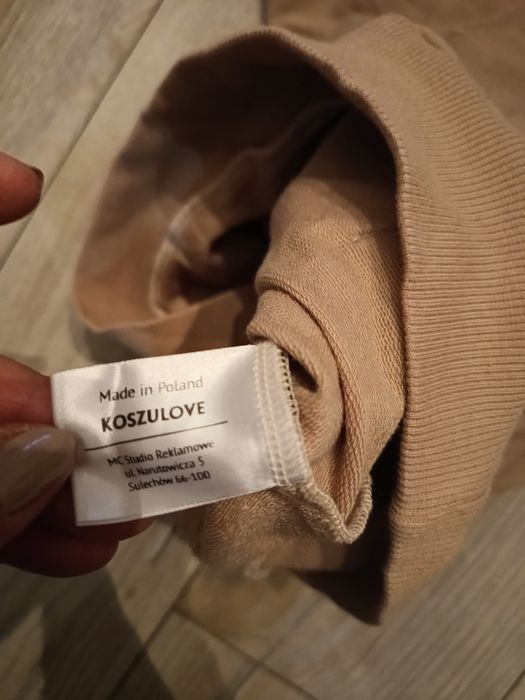 Made in Poland
KOSZULOVE
MC Studio Reklamowe
ul. Narutowicza 5
Sulechów 66-100